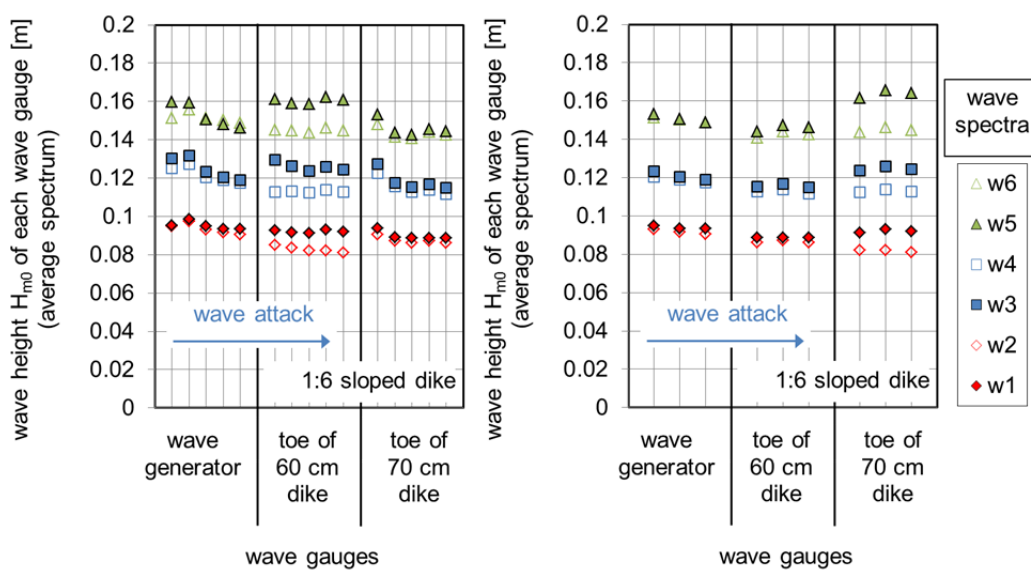 wave height Hm0 of each wave gauge [m]
(average spectrum)
0.2
0.18
0.16
0.14
0.12
0.1
0.08
0.06
0.04
0.02
0
wave attack
1:6 sloped dike
wave
generator
toe of
60 cm
dike
toe of
70 cm
dike
wave gauges
wave height Hm0 of each wave gauge [m]
(average spectrum)
0.2
0.18
0.16
0.14
0.12
0.1
0.08
0.06
0.04
0.02
0
wave attack
1:6 sloped dike
wave
generator
toe of
60 cm
dike
toe of
70 cm
dike
wave gauges
wave
spectra
w6
w5
w4
w3
w2
w1